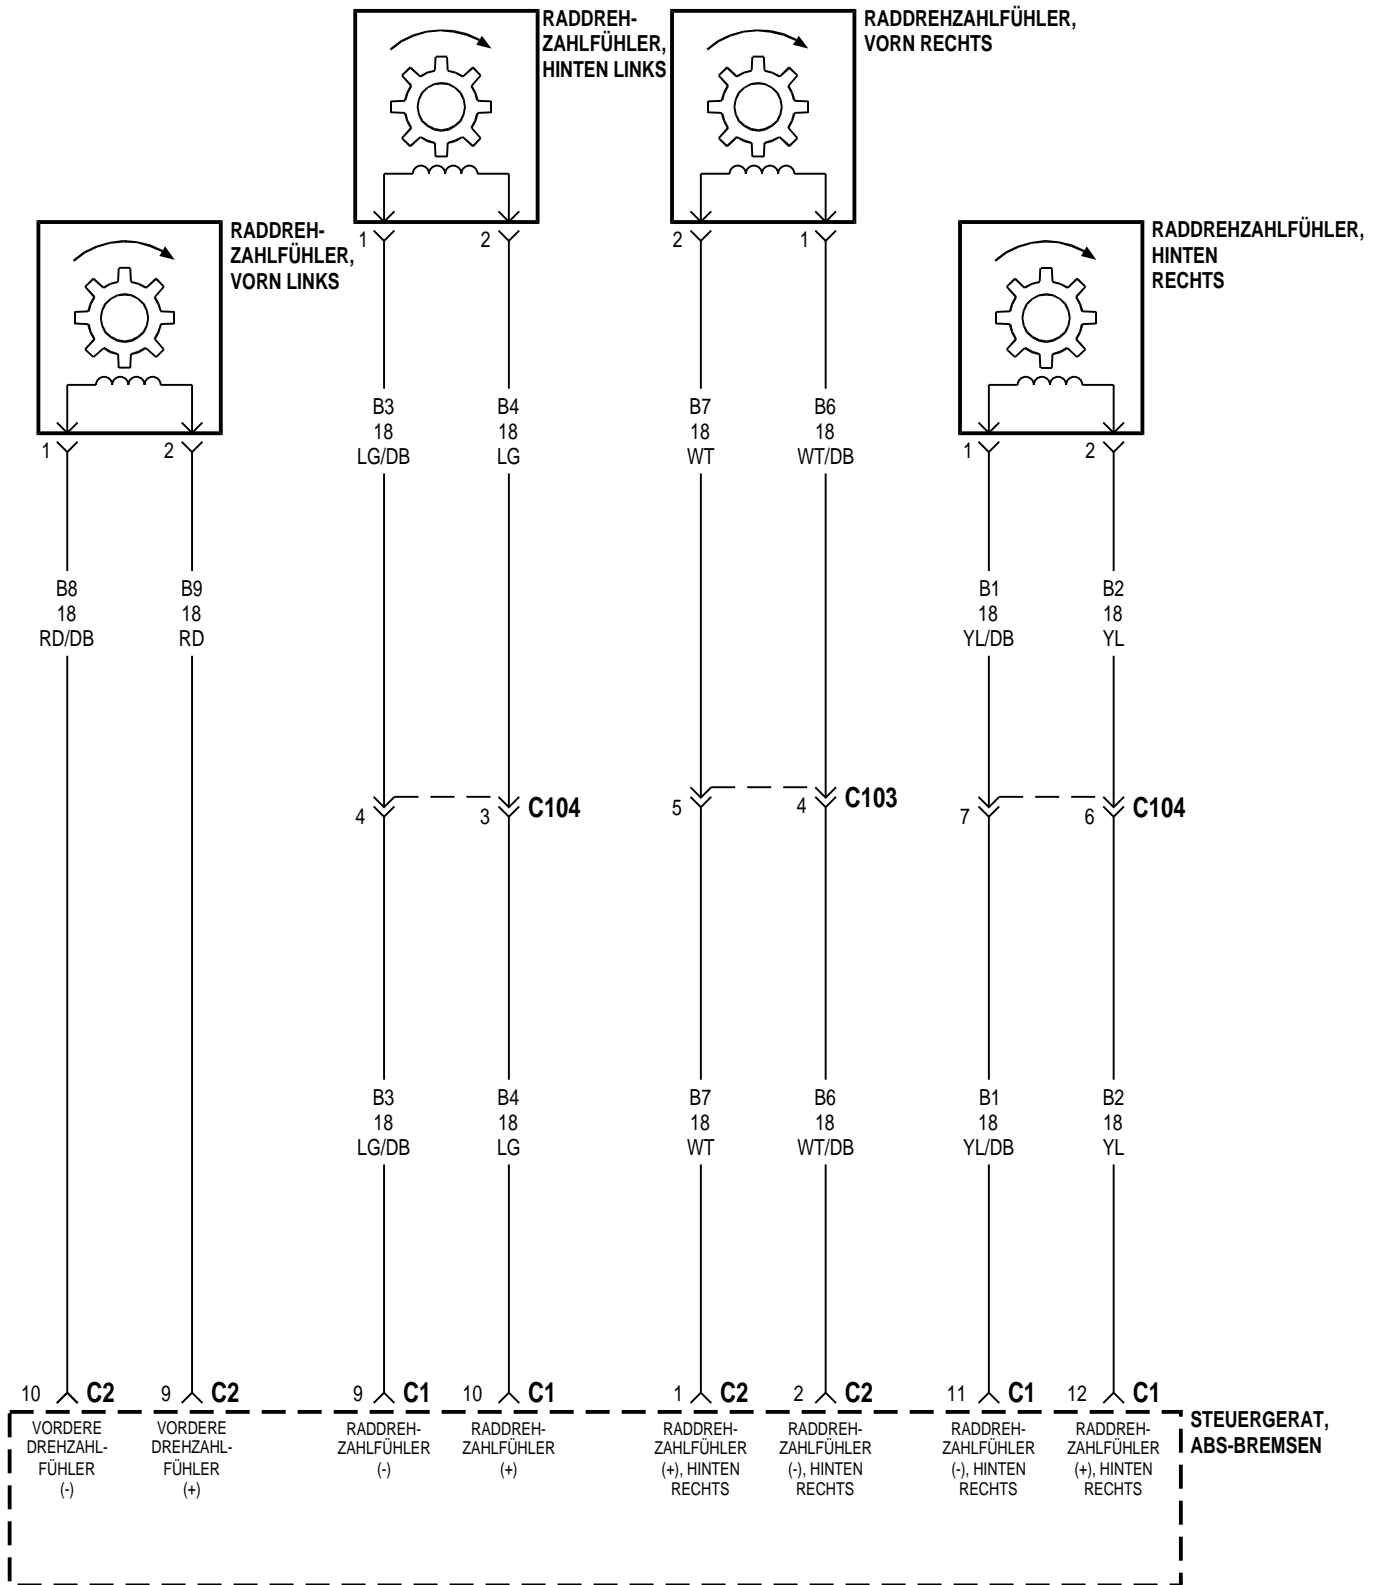 RADDREH-
ZAHLFÜHLER,
HINTEN LINKS
RADDREHZAHLFÜHLER,
VORN RECHTS
1 2 2 1
RADDREH-
ZAHLFÜHLER,
VORN LINKS
RADDREHZAHLFÜHLER,
HINTEN
RECHTS
1 2 1 2
B3 B4 B7 B6
18 18 18 18
LG/DB LG WT WT/DB
B8 B9 B1 B2
18 18 18 18
RD/DB RD YL/DB YL
4 3 C104 5 4 C103 7 6 C104
B3 B4 B7 B6 B1 B2
18 18 18 18 18 18
LG/DB LG WT WT/DB YL/DB YL
10 C2 9 C2 9 C1 10 C1 1 C2 2 C2 11 C1 12 C1
VORDERE
DREHZAHL-
FÜHLER
(-)
VORDERE
DREHZAHL-
FÜHLER
(+)
RADDREH-
ZAHLFÜHLER
(-)
RADDREH-
ZAHLFÜHLER
(+)
RADDREH-
ZAHLFÜHLER
(+), HINTEN
RECHTS
RADDREH-
ZAHLFÜHLER
(-), HINTEN
RECHTS
RADDREH-
ZAHLFÜHLER
(-), HINTEN
RECHTS
RADDREH-
ZAHLFÜHLER
(+), HINTEN
RECHTS
STEUERGERAT,
ABS-BREMSEN